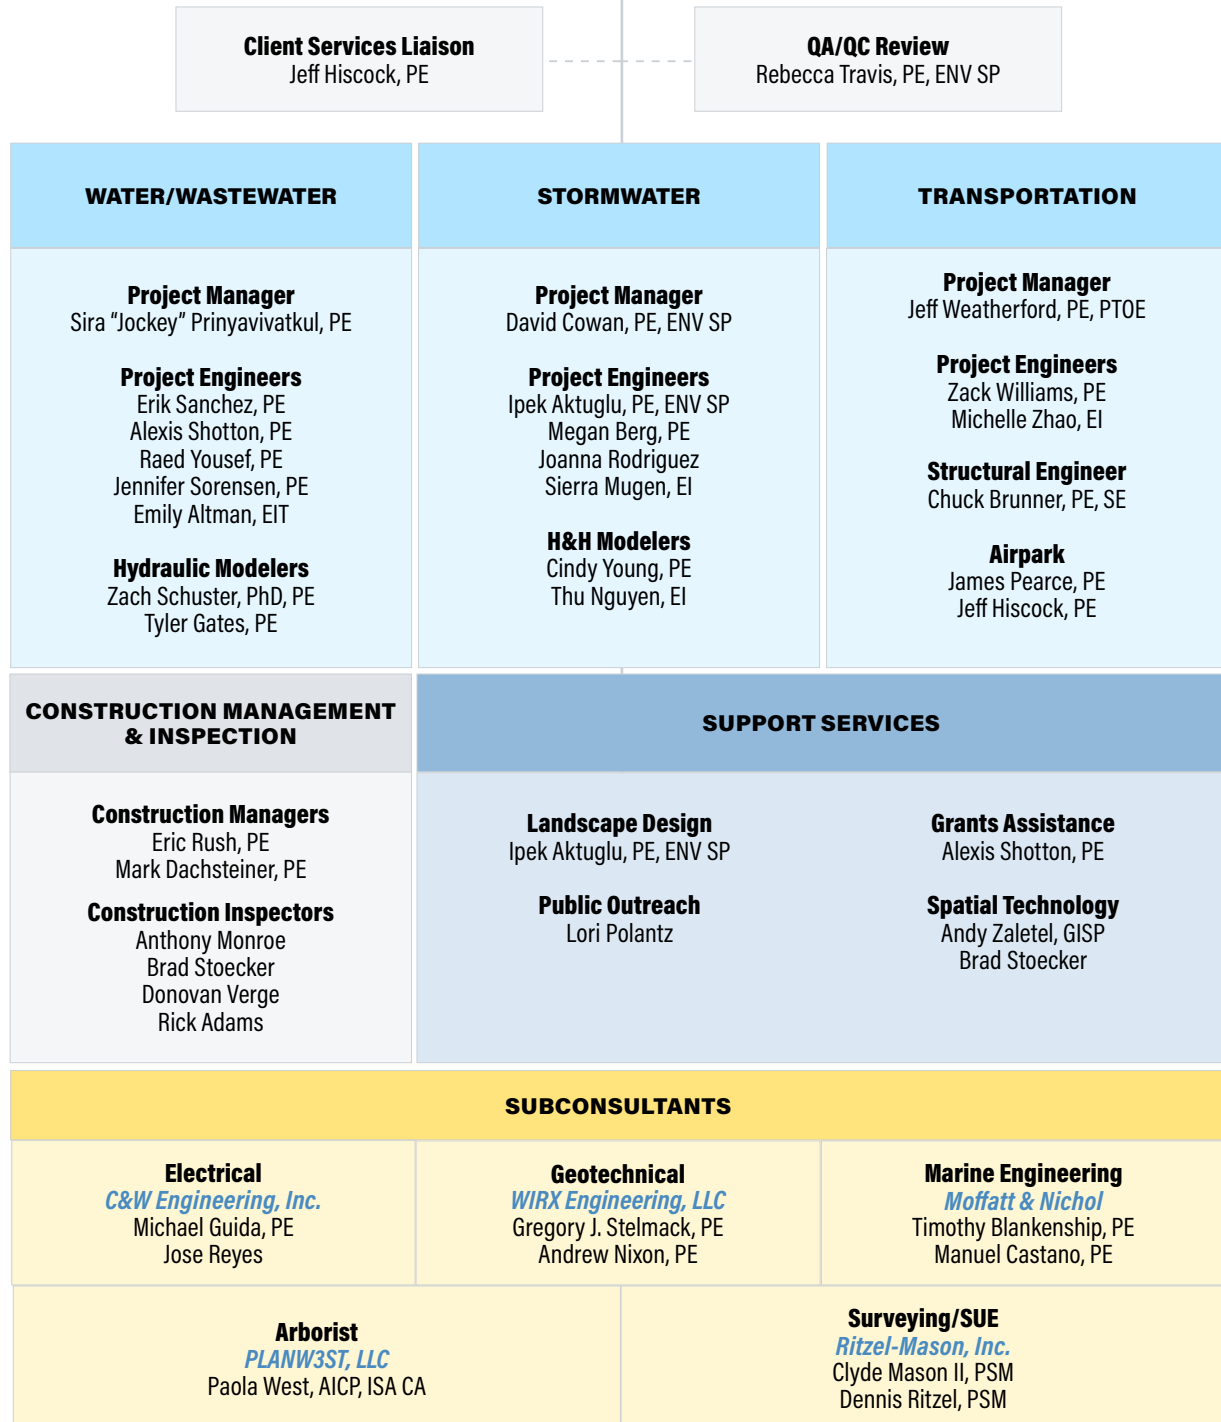 Client Services Liaison
Jeff Hiscock, PE
QA/QC Review
Rebecca Travis, PE, ENV SP
WATER/WASTEWATER
Project Manager
Sira “Jockey” Prinyavivatkul, PE
Project Engineers
Erik Sanchez, PE
Alexis Shotton, PE
Raed Yousef, PE
Jennifer Sorensen, PE
Emily Altman, EIT
Hydraulic Modelers
Zach Schuster, PhD, PE
Tyler Gates, PE
STORMWATER
Project Manager
David Cowan, PE, ENV SP
Project Engineers
Ipek Aktuglu, PE, ENV SP
Megan Berg, PE
Joanna Rodriguez
Sierra Mugen, EI
H&H Modelers
Cindy Young, PE
Thu Nguyen, EI
TRANSPORTATION
Project Manager
Jeff Weatherford, PE, PTOE
Project Engineers
Zack Williams, PE
Michelle Zhao, EI
Structural Engineer
Chuck Brunner, PE, SE
Airpark
James Pearce, PE
Jeff Hiscock, PE
CONSTRUCTION MANAGEMENT
& INSPECTION
Construction Managers
Eric Rush, PE
Mark Dachsteiner, PE
Construction Inspectors
Anthony Monroe
Brad Stoecker
Donovan Verge
Rick Adams
SUPPORT SERVICES
Landscape Design
Ipek Aktuglu, PE, ENV SP
Public Outreach
Lori Polantz
Grants Assistance
Alexis Shotton, PE
Spatial Technology
Andy Zaletel, GISP
Brad Stoecker
SUBCONSULTANTS
Electrical
C&W Engineering, Inc.
Michael Guida, PE
Jose Reyes
Geotechnical
WIRX Engineering, LLC
Gregory J. Stelmack, PE
Andrew Nixon, PE
Marine Engineering
Moffatt & Nichol
Timothy Blankenship, PE
Manuel Castano, PE
Arborist
PLANW3ST, LLC
Paola West, AICP, ISA CA
Surveying/SUE
Ritzel-Mason, Inc.
Clyde Mason II, PSM
Dennis Ritzel, PSM